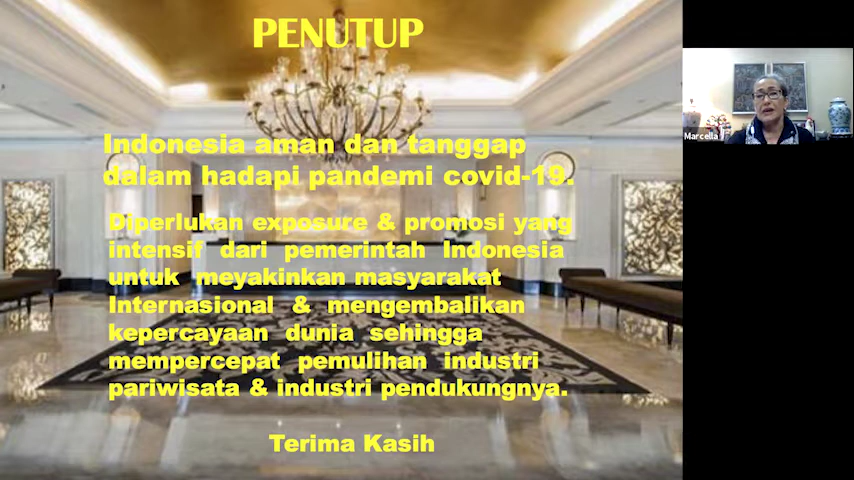 PENUTUP
Indonesia aman dan tanggap
dalam hadapi pandemi covid-19.
Diperlukan exposure & promosi yang
intensif dari pemerintah Indonesia
untuk meyakinkan masyarakat
Internasional & mengembalikan
kepercayaan dunia sehingga
mempercepat pemulihan industri
pariwisata & industri pendukungnya.
Terima Kasih
Marcella